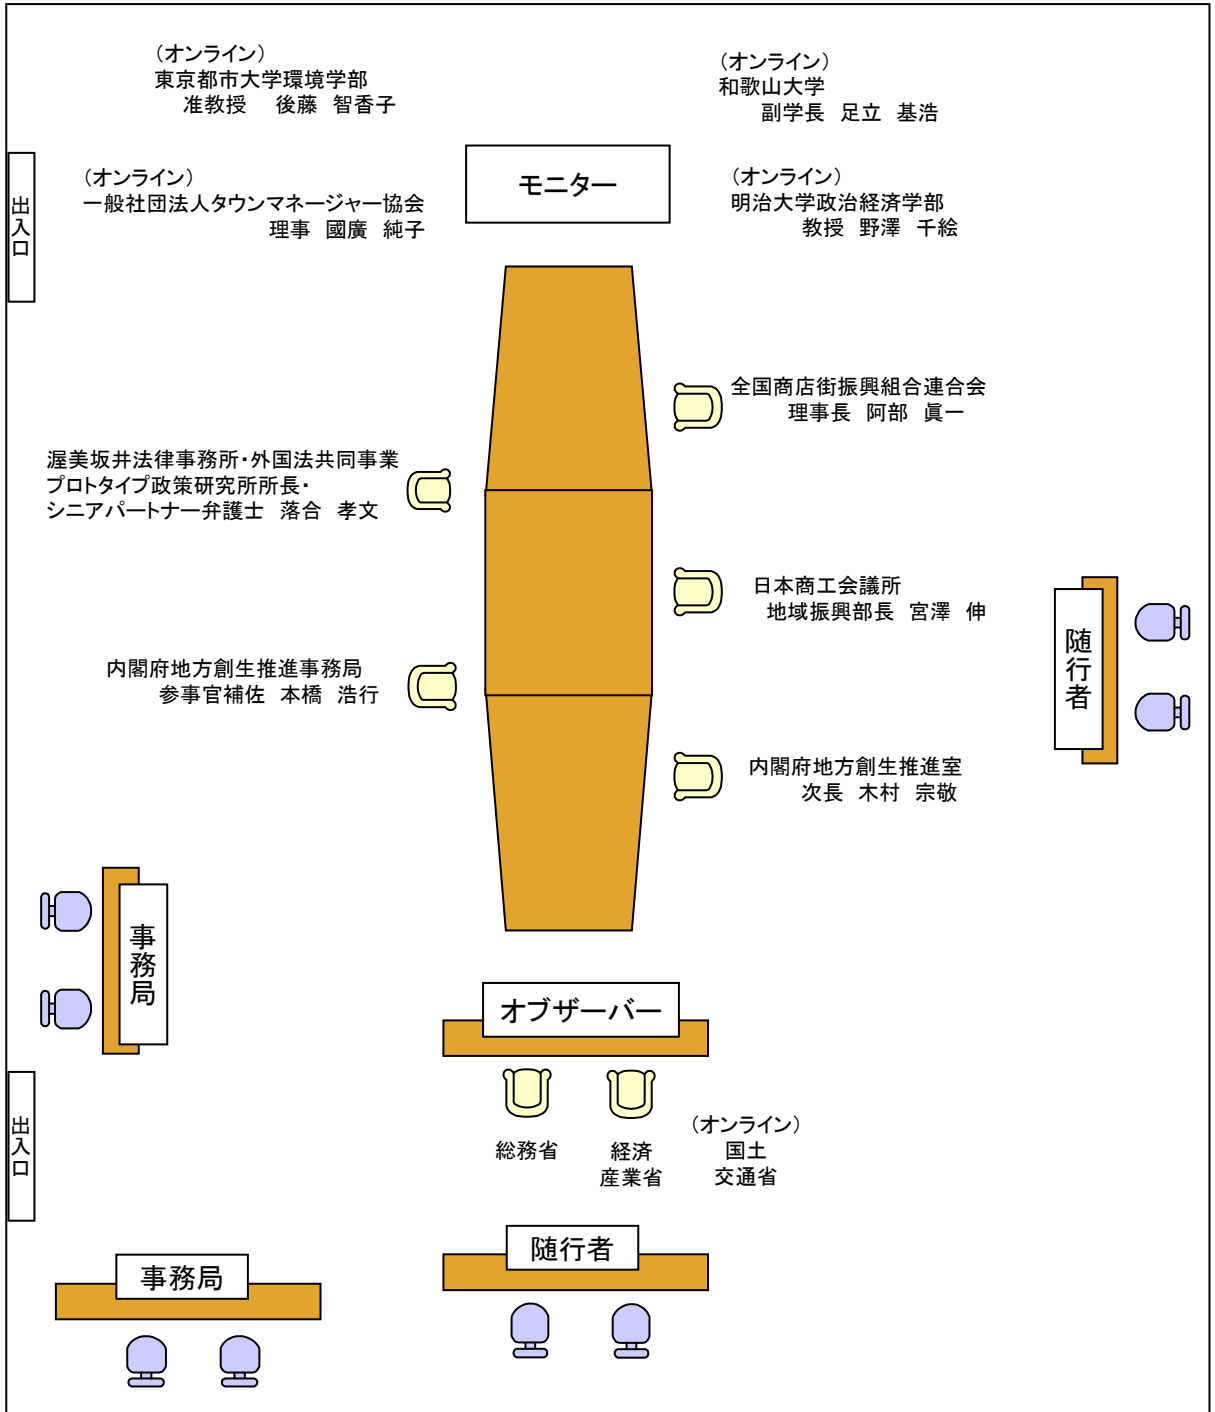 （オンライン）
東京都市大学環境学部
准教授　後藤　智香子
（オンライン）
和歌山大学
副学長　足立　基浩
出入口
（オンライン）
一般社団法人タウンマネージャー協会
理事　國廣　純子
モニター
（オンライン）
明治大学政治経済学部
教授　野澤　千絵
全国商店街振興組合連合会
理事長　阿部　眞一
渥美坂井法律事務所・外国法共同事業
プロトタイプ政策研究所所長・
シニアパートナー弁護士　落合　孝文
日本商工会議所
地域振興部長　宮澤　伸
随行者
内閣府地方創生推進事務局
参事官補佐　本橋　浩行
内閣府地方創生推進室
次長　木村　宗敬
事務局
オブザーバー
出入口
総務省
経済
産業省
（オンライン）
国土
交通省
事務局
随行者